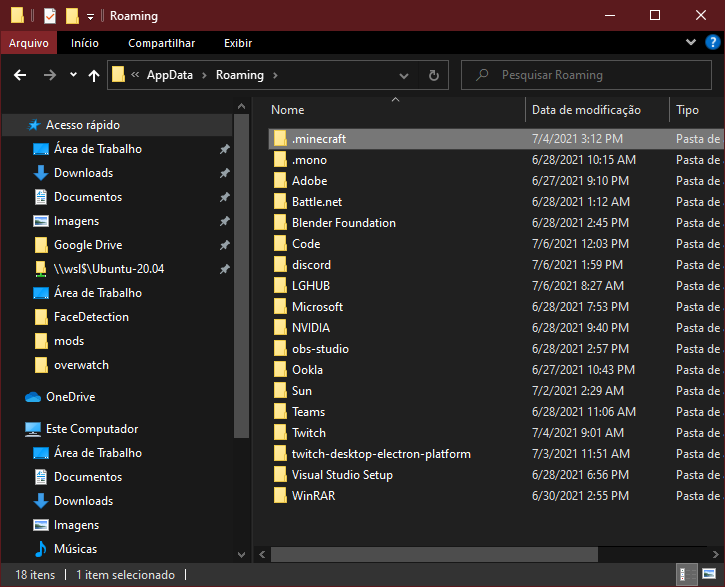 Roaming
Arquivo Início Compartilhar Exibir ?
« AppData › Roaming › Pesquisar Roaming
Nome Data de modificação Tipo
Acesso rápido
Área de Trabalho
Downloads
Documentos
Imagens
Google Drive
\\wsl$\Ubuntu-20.04
Área de Trabalho
FaceDetection
mods
overwatch
OneDrive
Este Computador
Área de Trabalho
Documentos
Downloads
Imagens
Músicas
.minecraft 7/4/2021 3:12 PM Pasta de
.mono 6/28/2021 10:15 AM Pasta de
Adobe 6/27/2021 9:10 PM Pasta de
Battle.net 6/28/2021 1:12 AM Pasta de
Blender Foundation 6/28/2021 2:45 PM Pasta de
Code 7/6/2021 12:03 PM Pasta de
discord 7/6/2021 1:59 PM Pasta de
LGHUB 7/6/2021 8:27 AM Pasta de
Microsoft 6/28/2021 7:53 PM Pasta de
NVIDIA 6/28/2021 9:40 PM Pasta de
obs-studio 6/28/2021 2:57 PM Pasta de
Ookla 6/27/2021 10:43 PM Pasta de
Sun 7/2/2021 2:29 AM Pasta de
Teams 6/28/2021 11:06 AM Pasta de
Twitch 7/4/2021 9:01 AM Pasta de
twitch-desktop-electron-platform 7/3/2021 11:51 AM Pasta de
Visual Studio Setup 6/28/2021 6:56 PM Pasta de
WinRAR 6/30/2021 2:55 PM Pasta de
18 itens 1 item selecionado